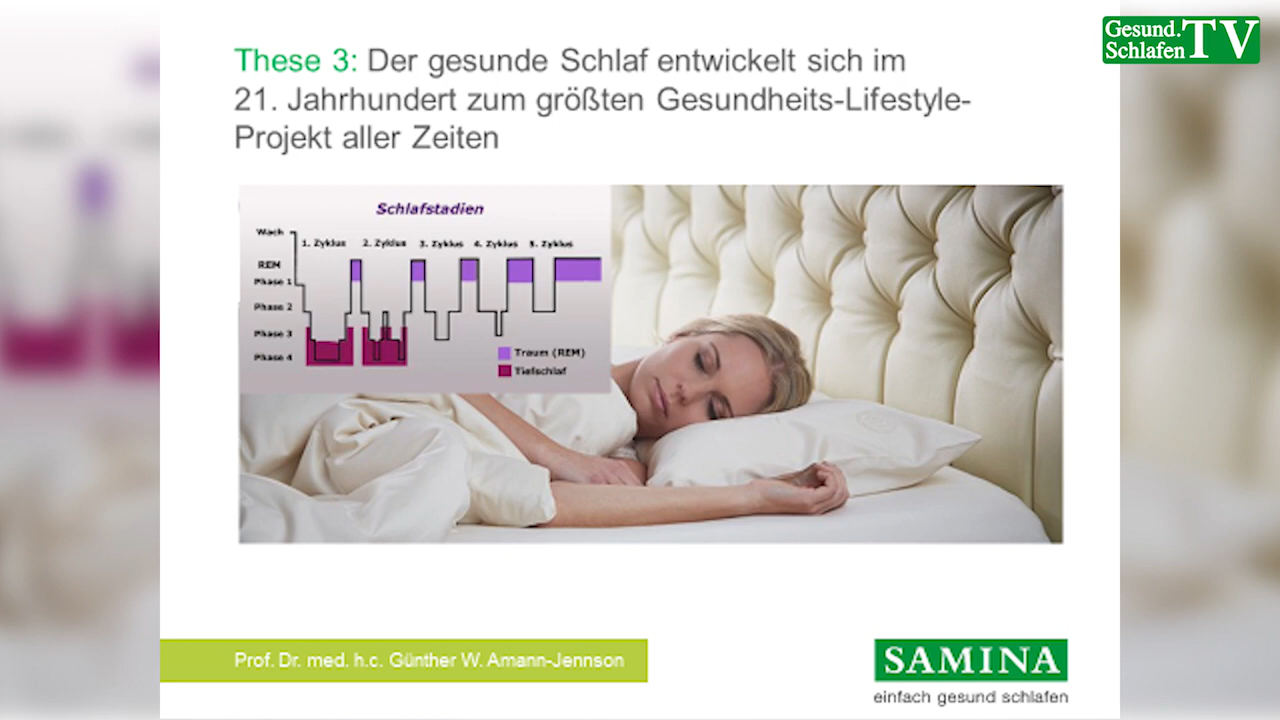 Gesund.
Schlafen TV
These 3: Der gesunde Schlaf entwickelt sich im
21. Jahrhundert zum größten Gesundheits-Lifestyle-
Projekt aller Zeiten
Schlafstadien
Wach
1. Zyklus 2. Zyklus 3. Zyklus 4. Zyklus 5. Zyklus
REM
Phase 1
Phase 2
Phase 3
Phase 4
Traum (REM)
Tiefschlaf
Prof. Dr. med. h.c. Günther W. Amann-Jennson
SAMINA
einfach gesund schlafen